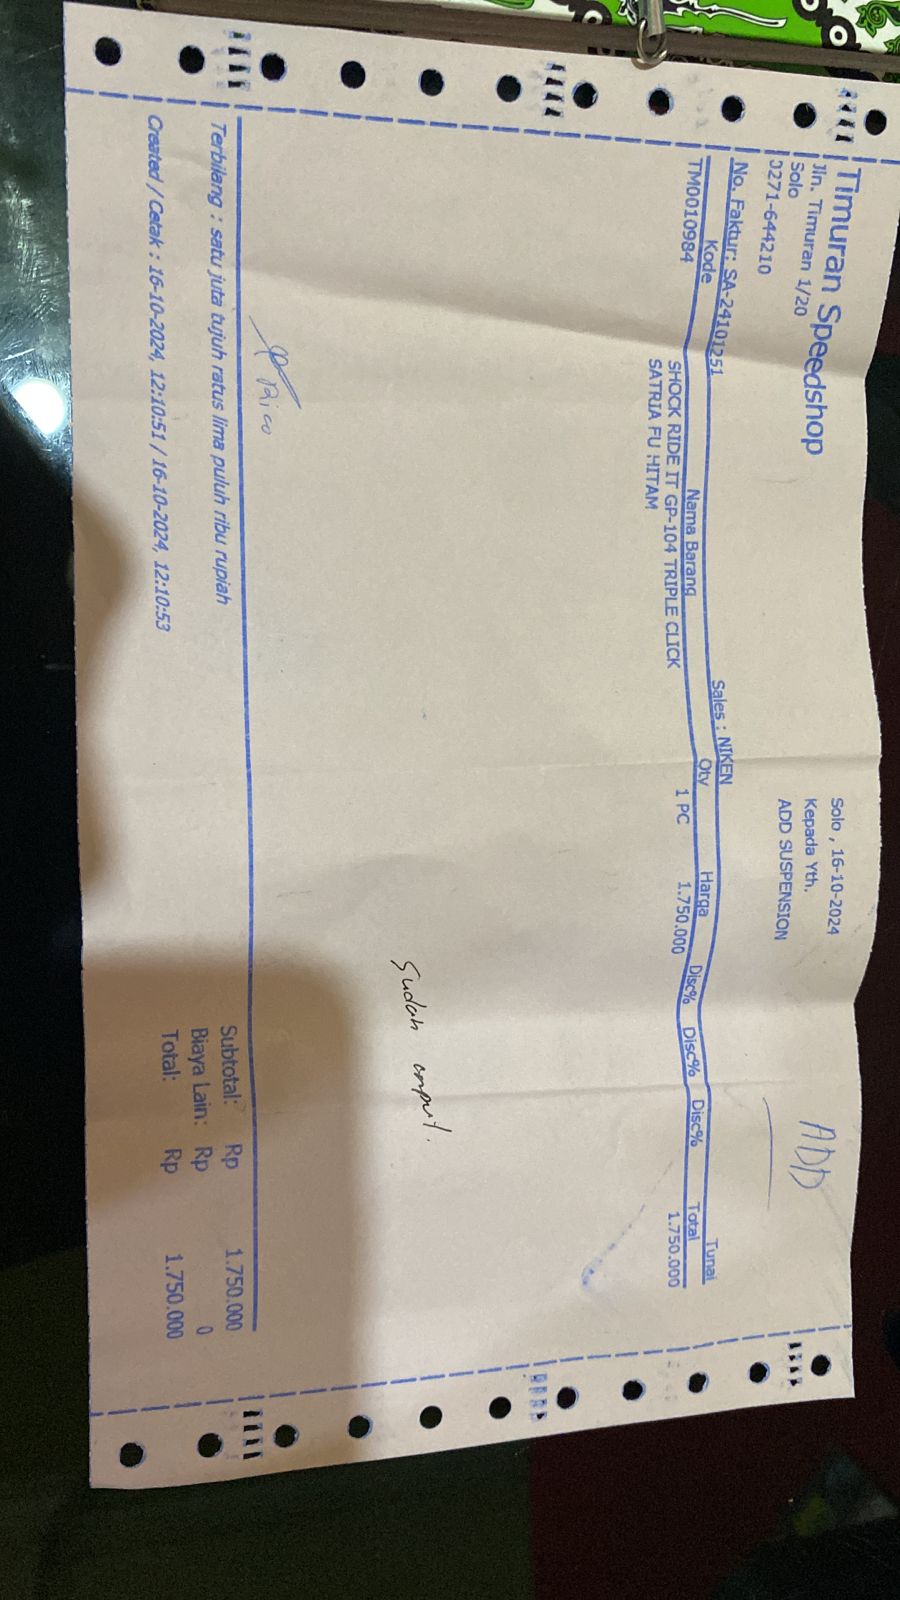 Timuran Speedshop
Jln. Timuran 1/20
Solo
0271-644210
Solo , 16-10-2024
Kepada Yth.
ADD SUSPENSION
ADD
No. Faktur: SA-24101251 Sales : NIKEN Tunai
Kode Nama Barang Qty Harga Disc% Disc% Disc% Total
TM0010984 SHOCK RIDE IT GP-104 TRIPLE CLICK 1 PC 1.750.000 1.750.000
SATRIA FU HITAM
Sudah
Rico
Terbilang : satu juta tujuh ratus lima puluh ribu rupiah
Created / Cetak : 16-10-2024, 12:10:51 / 16-10-2024, 12:10:53
Subtotal: Rp 1.750.000
Biaya Lain: Rp 0
Total: Rp 1.750.000